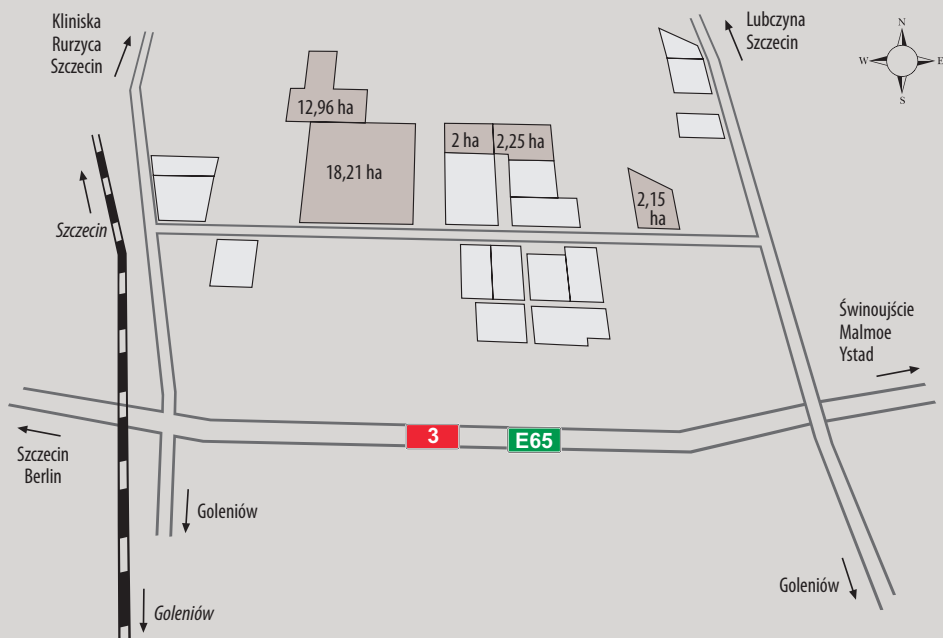 Kliniska
Rurzyca
Szczecin
Lubczyna
Szczecin
N
W
E
S
12,96 ha
18,21 ha
2 ha
2,25 ha
2,15
ha
Szczecin
Świnoujście
Malmoe
Ystad
3
E65
Szczecin
Berlin
Goleniów
Goleniów
Goleniów